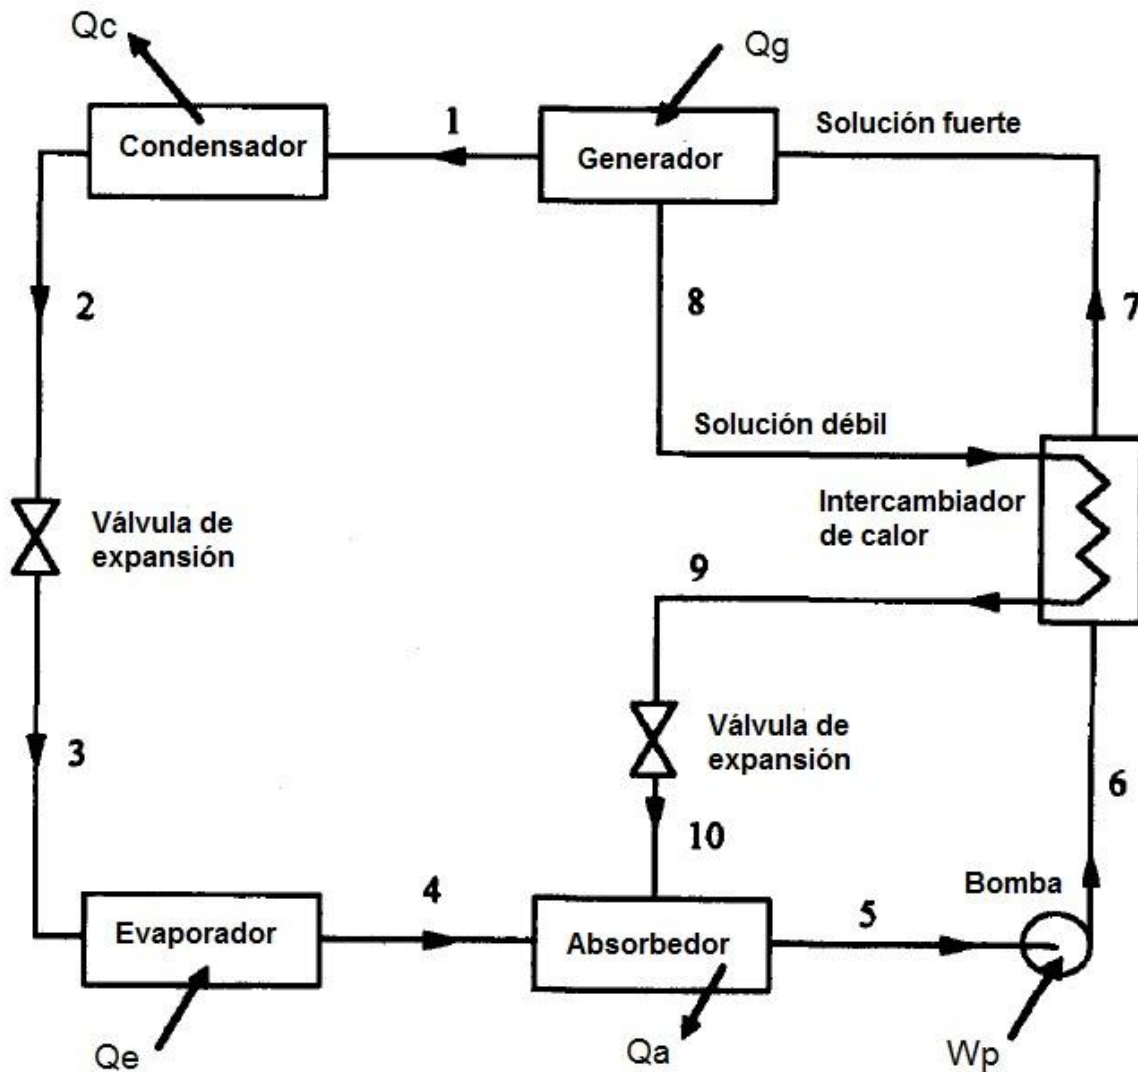 Qc
Qg
Condensador
1
Generador
Solución fuerte
2
8
7
Solución débil
Válvula de
expansión
Intercambiador
de calor
9
3
Válvula de
expansión
6
10
4
Bomba
5
Evaporador
Absorbedor
Qe
Qa
Wp